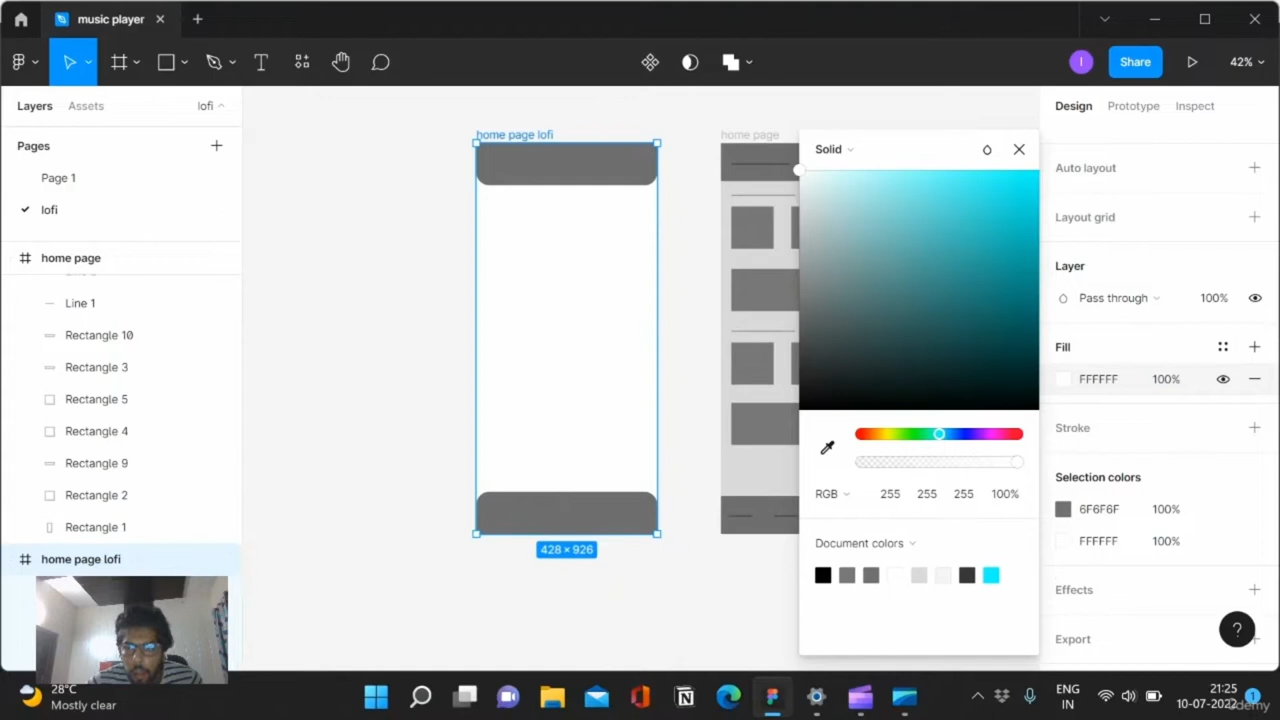 music player
Share
42%
Layers
Assets
lofi
Pages
Page 1
lofi
home page
Line 1
Rectangle 10
Rectangle 3
Rectangle 5
Rectangle 4
Rectangle 9
Rectangle 2
Rectangle 1
home page lofi
home page lofi
428 × 926
home page
Solid
RGB
255
255
255
100%
Document colors
Design
Prototype
Inspect
Auto layout
Layout grid
Layer
Pass through
100%
Fill
FFFFFF
100%
Stroke
Selection colors
6F6F6F
100%
FFFFFF
100%
Effects
Export
?
28°C
Mostly clear
ENG
IN
21:25
10-07-2022
1
Udemy